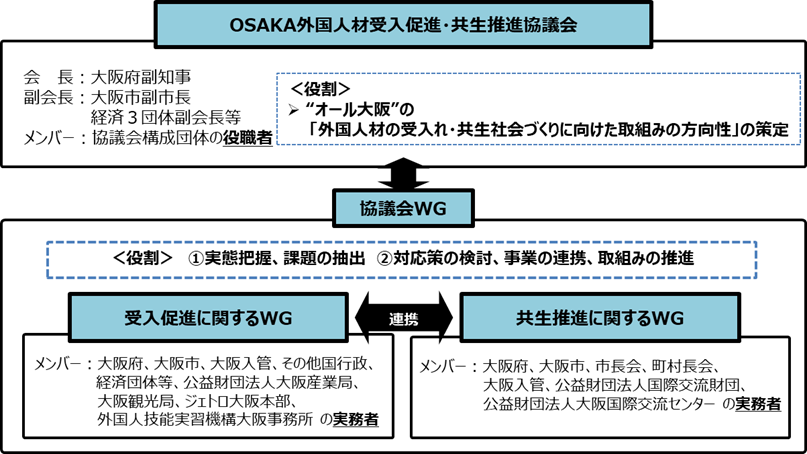 OSAKA外国人材受入促進・共生推進協議会
会　長：大阪府副知事
副会長：大阪市副市長
経済３団体副会長等
メンバー：協議会構成団体の役職者
＜役割＞
➢ “オール大阪”の
「外国人材の受入れ・共生社会づくりに向けた取組みの方向性」の策定
協議会WG
＜役割＞　①実態把握、課題の抽出　②対応策の検討、事業の連携、取組みの推進
受入促進に関するWG
連携
共生推進に関するWG
メンバー：大阪府、大阪市、大阪入管、その他国行政、
経済団体等、公益財団法人大阪産業局、
大阪観光局、ジェトロ大阪本部、
外国人技能実習機構大阪事務所 の実務者
メンバー：大阪府、大阪市、市長会、町村長会、
大阪入管、公益財団法人国際交流財団、
公益財団法人大阪国際交流センター の実務者